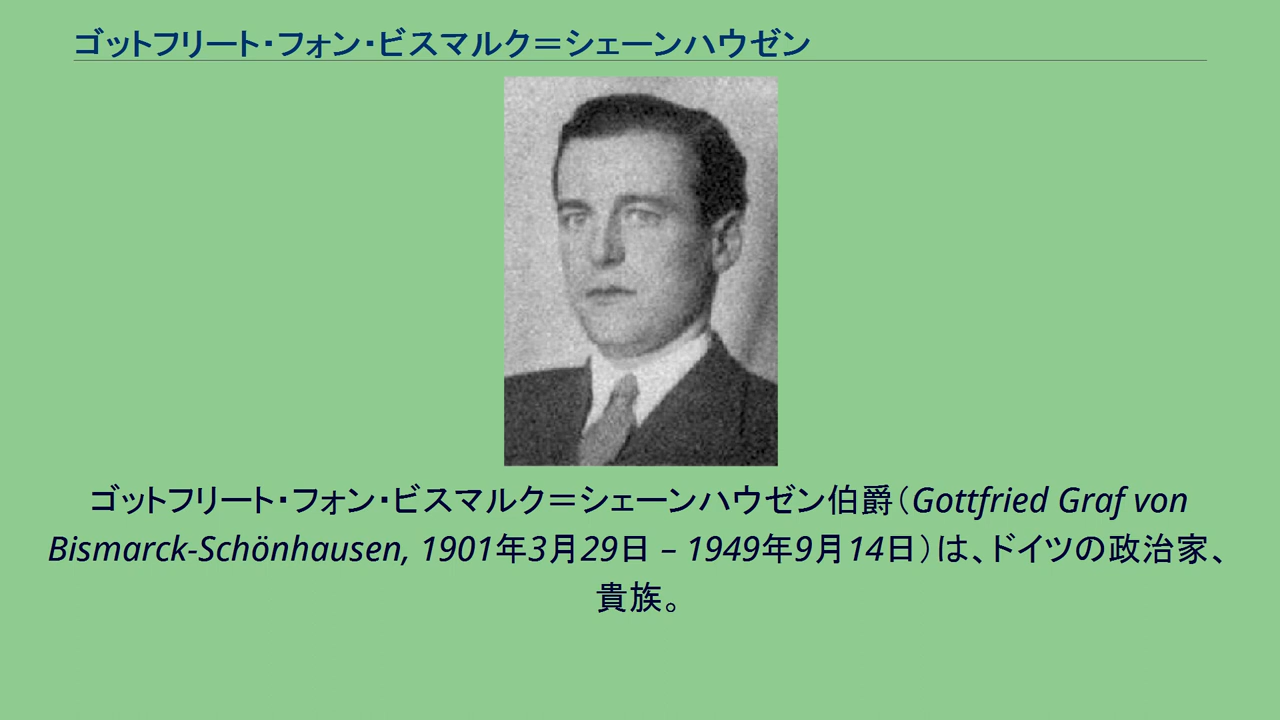 ゴットフリート・フォン・ビスマルク＝シェーンハウゼン
ゴットフリート・フォン・ビスマルク＝シェーンハウゼン伯爵（Gottfried Graf von
Bismarck-Schönhausen, 1901年3月29日 – 1949年9月14日）は、ドイツの政治家、
貴族。